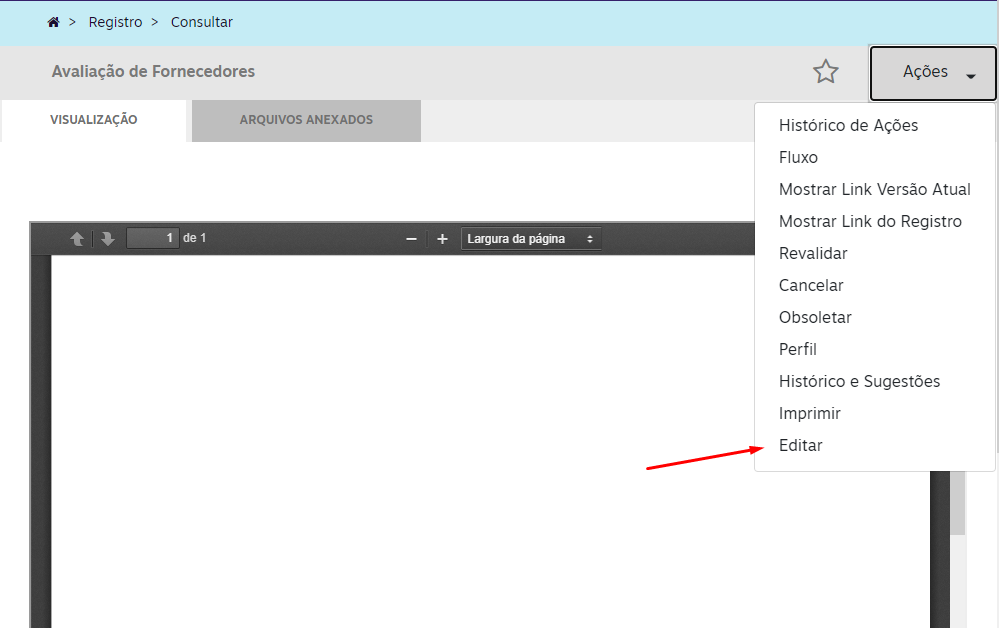 > Registro > Consultar
Avaliação de Fornecedores
Ações
VISUALIZAÇÃO
ARQUIVOS ANEXADOS
Histórico de Ações
Fluxo
Mostrar Link Versão Atual
Mostrar Link do Registro
Revalidar
Cancelar
Obsoletar
Perfil
Histórico e Sugestões
Imprimir
Editar
1 de 1
Largura da página